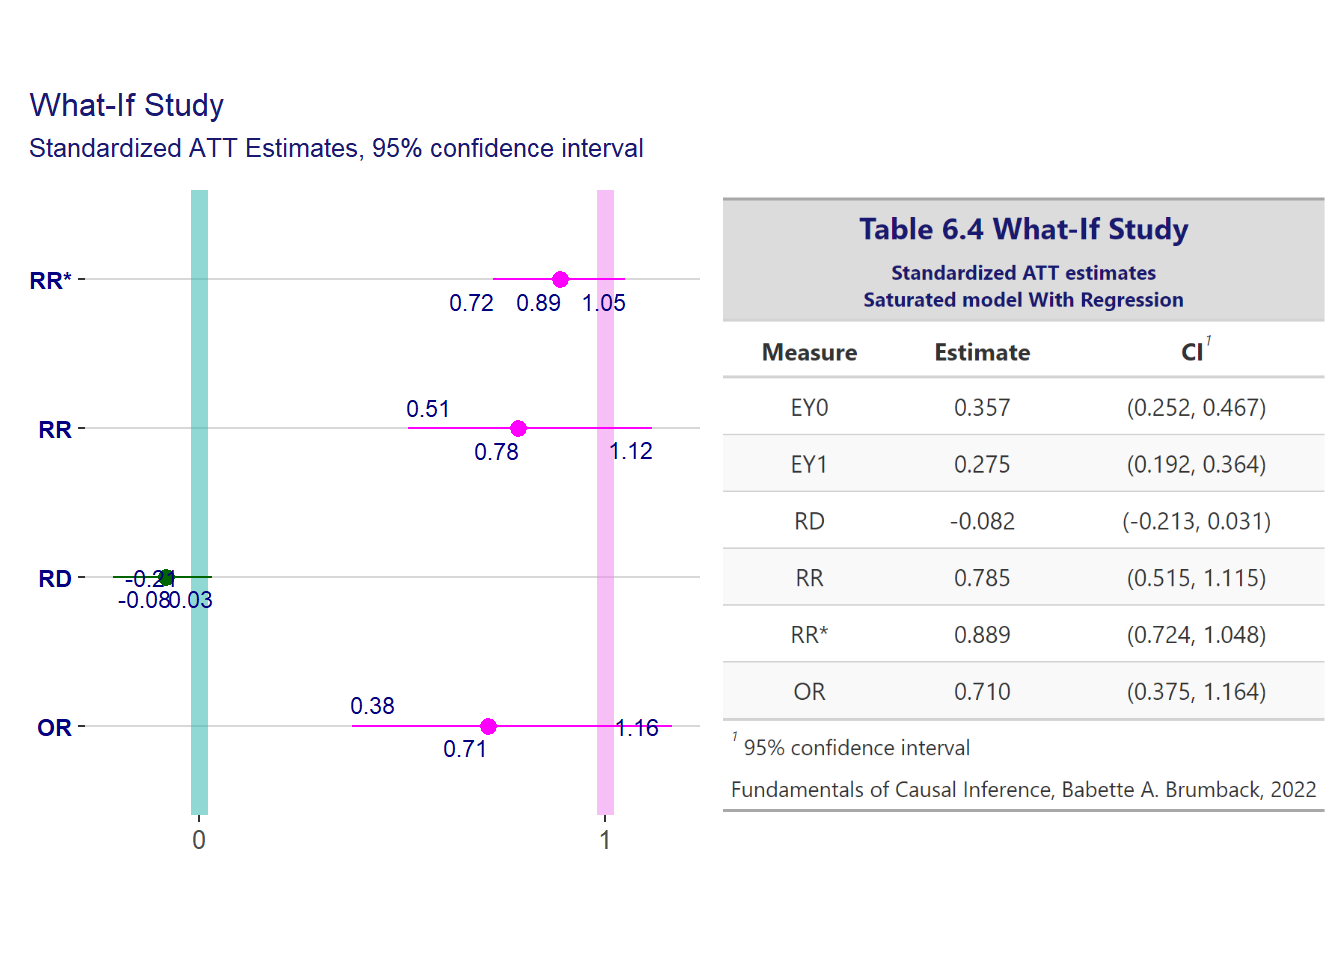 What-If Study
Standardized ATT Estimates, 95% confidence interval
RR*
0.72 0.89 1.05
RR
0.51
0.78 1.12
RD
-0.21
-0.08 0.03
OR
0.38
1.16
0.71
0 1
Table 6.4 What-If Study
Standardized ATT estimates
Saturated model With Regression
Measure Estimate CI1
EY0 0.357 (0.252, 0.467)
EY1 0.275 (0.192, 0.364)
RD -0.082 (-0.213, 0.031)
RR 0.785 (0.515, 1.115)
RR* 0.889 (0.724, 1.048)
OR 0.710 (0.375, 1.164)
1 95% confidence interval
Fundamentals of Causal Inference, Babette A. Brumback, 2022